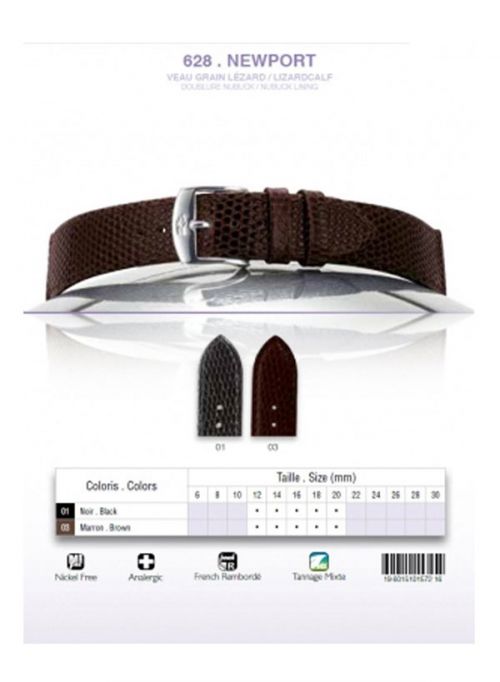 628 . NEWPORT
VEAU GRAIN LÉZARD / LIZARDCALF
DOUBLURE NUBUCK / NUBUCK LINING
01 03
Coloris . Colors
Taille . Size (mm)
6 8 10 12 14 16 18 20 22 24 26 28 30
01 Noir . Black • • • • •
03 Marron . Brown • • • • •
Nickel Free
Analergic
French Rembordé
Tannage Mixte